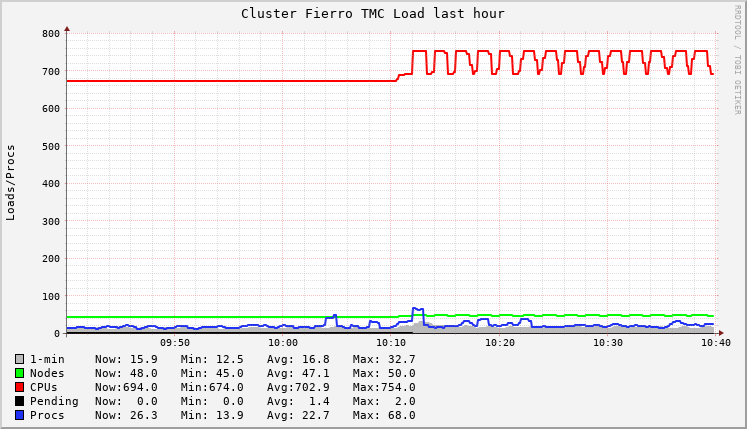 Cluster Fierro TMC Load last hour
RRDTOOL / TOBI OETIKER
Loads/Procs
800
700
600
500
400
300
200
100
0
09:50 10:00 10:10 10:20 10:30 10:40
1-min Now: 15.9 Min: 12.5 Avg: 16.8 Max: 32.7
Nodes Now: 48.0 Min: 45.0 Avg: 47.1 Max: 50.0
CPUs Now:694.0 Min:674.0 Avg:702.9 Max:754.0
Pending Now: 0.0 Min: 0.0 Avg: 1.4 Max: 2.0
Procs Now: 26.3 Min: 13.9 Avg: 22.7 Max: 68.0